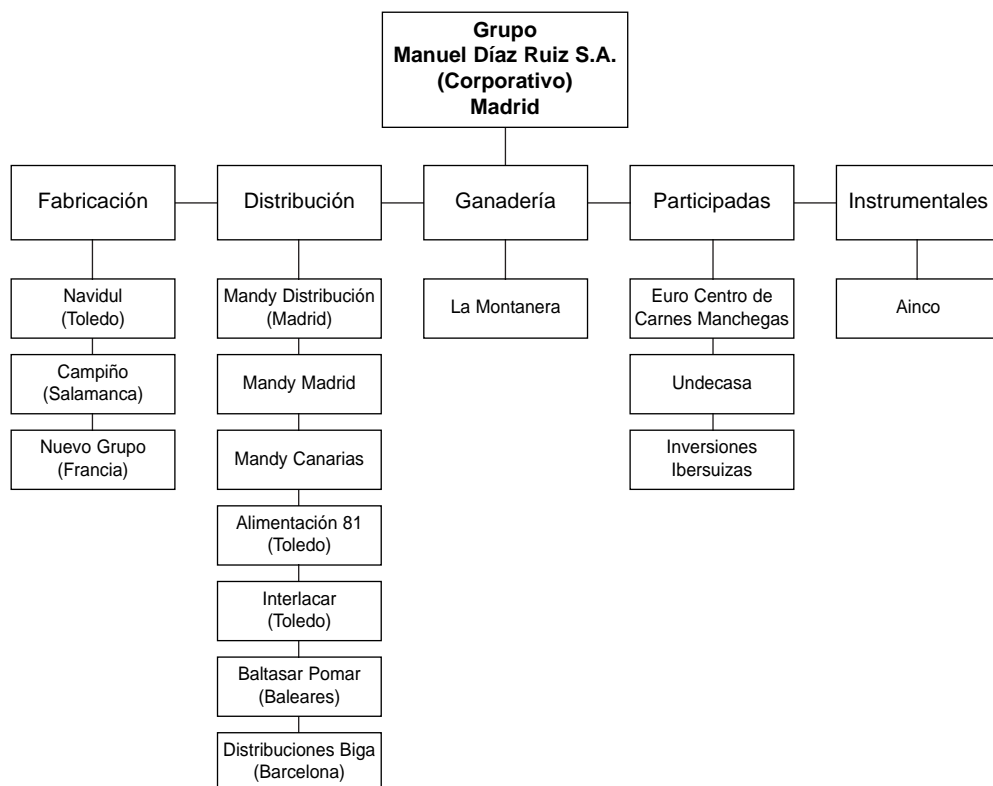 Grupo
Manuel Díaz Ruiz S.A.
(Corporativo)
Madrid
Fabricación
Distribución
Ganadería
Participadas
Instrumentales
Navidul
(Toledo)
Campiño
(Salamanca)
Nuevo Grupo
(Francia)
Mandy Distribución
(Madrid)
Mandy Madrid
Mandy Canarias
Alimentación 81
(Toledo)
Interlacar
(Toledo)
Baltasar Pomar
(Baleares)
Distribuciones Biga
(Barcelona)
La Montanera
Euro Centro de
Carnes Manchegas
Undecasa
Inversiones
Ibersuizas
Ainco